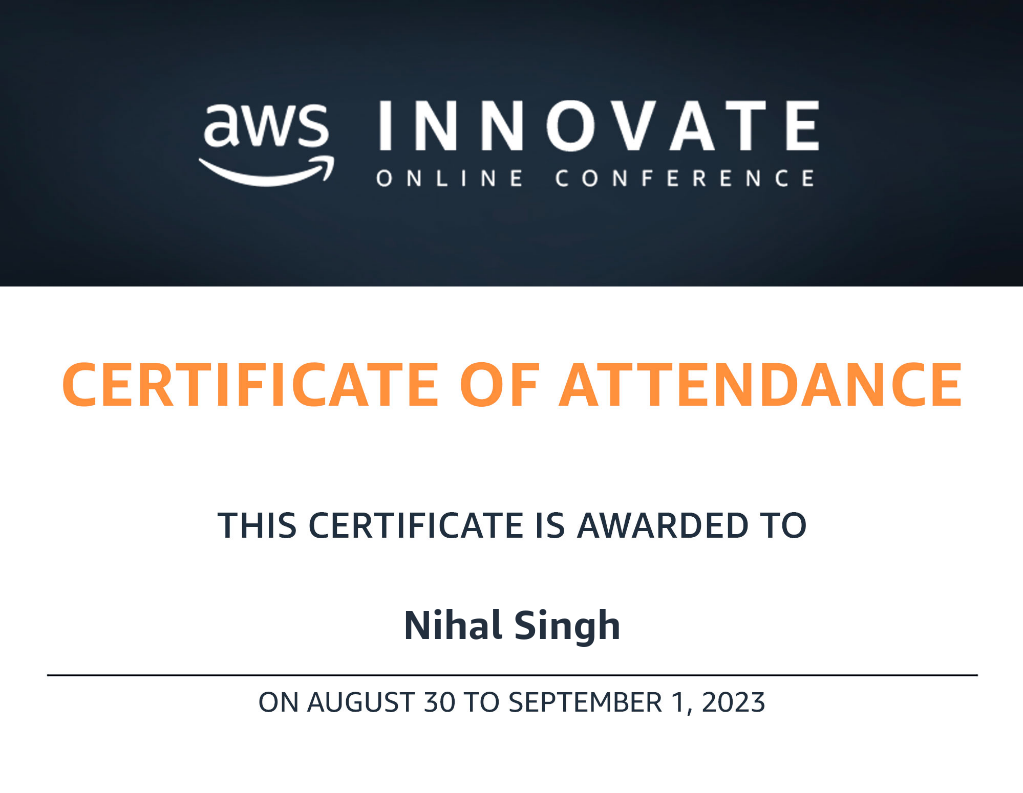 aws INNOVATE
ONLINE CONFERENCE
CERTIFICATE OF ATTENDANCE
THIS CERTIFICATE IS AWARDED TO
Nihal Singh
ON AUGUST 30 TO SEPTEMBER 1, 2023